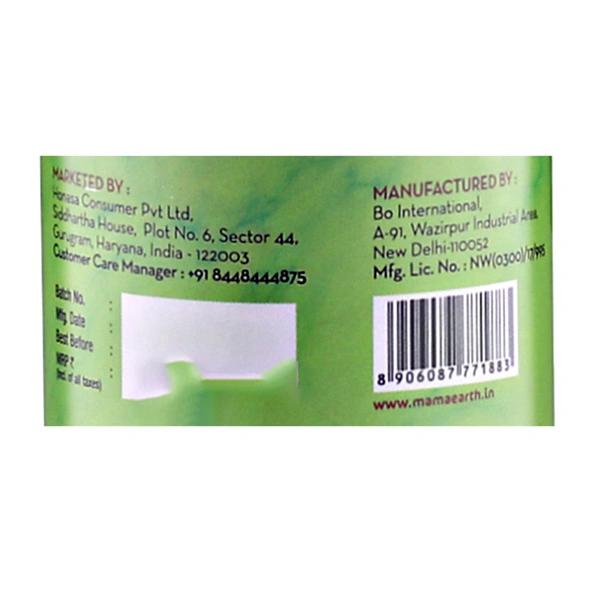 MARKETED BY :
Honasa Consumer Pvt Ltd,
Siddhartha House, Plot No. 6, Sector 44,
Gurugram, Haryana, India - 122003
Customer Care Manager : +91 8448444875
Batch No. :
Mfg. Date :
Best Before :
MRP ₹ :
(Incl. of all taxes)
MANUFACTURED BY :
Bo International,
A-91, Wazirpur Industrial Area,
New Delhi-110052
Mfg. Lic. No. : NW(0300)/17/995
8 906087 771883
www.mamaearth.in